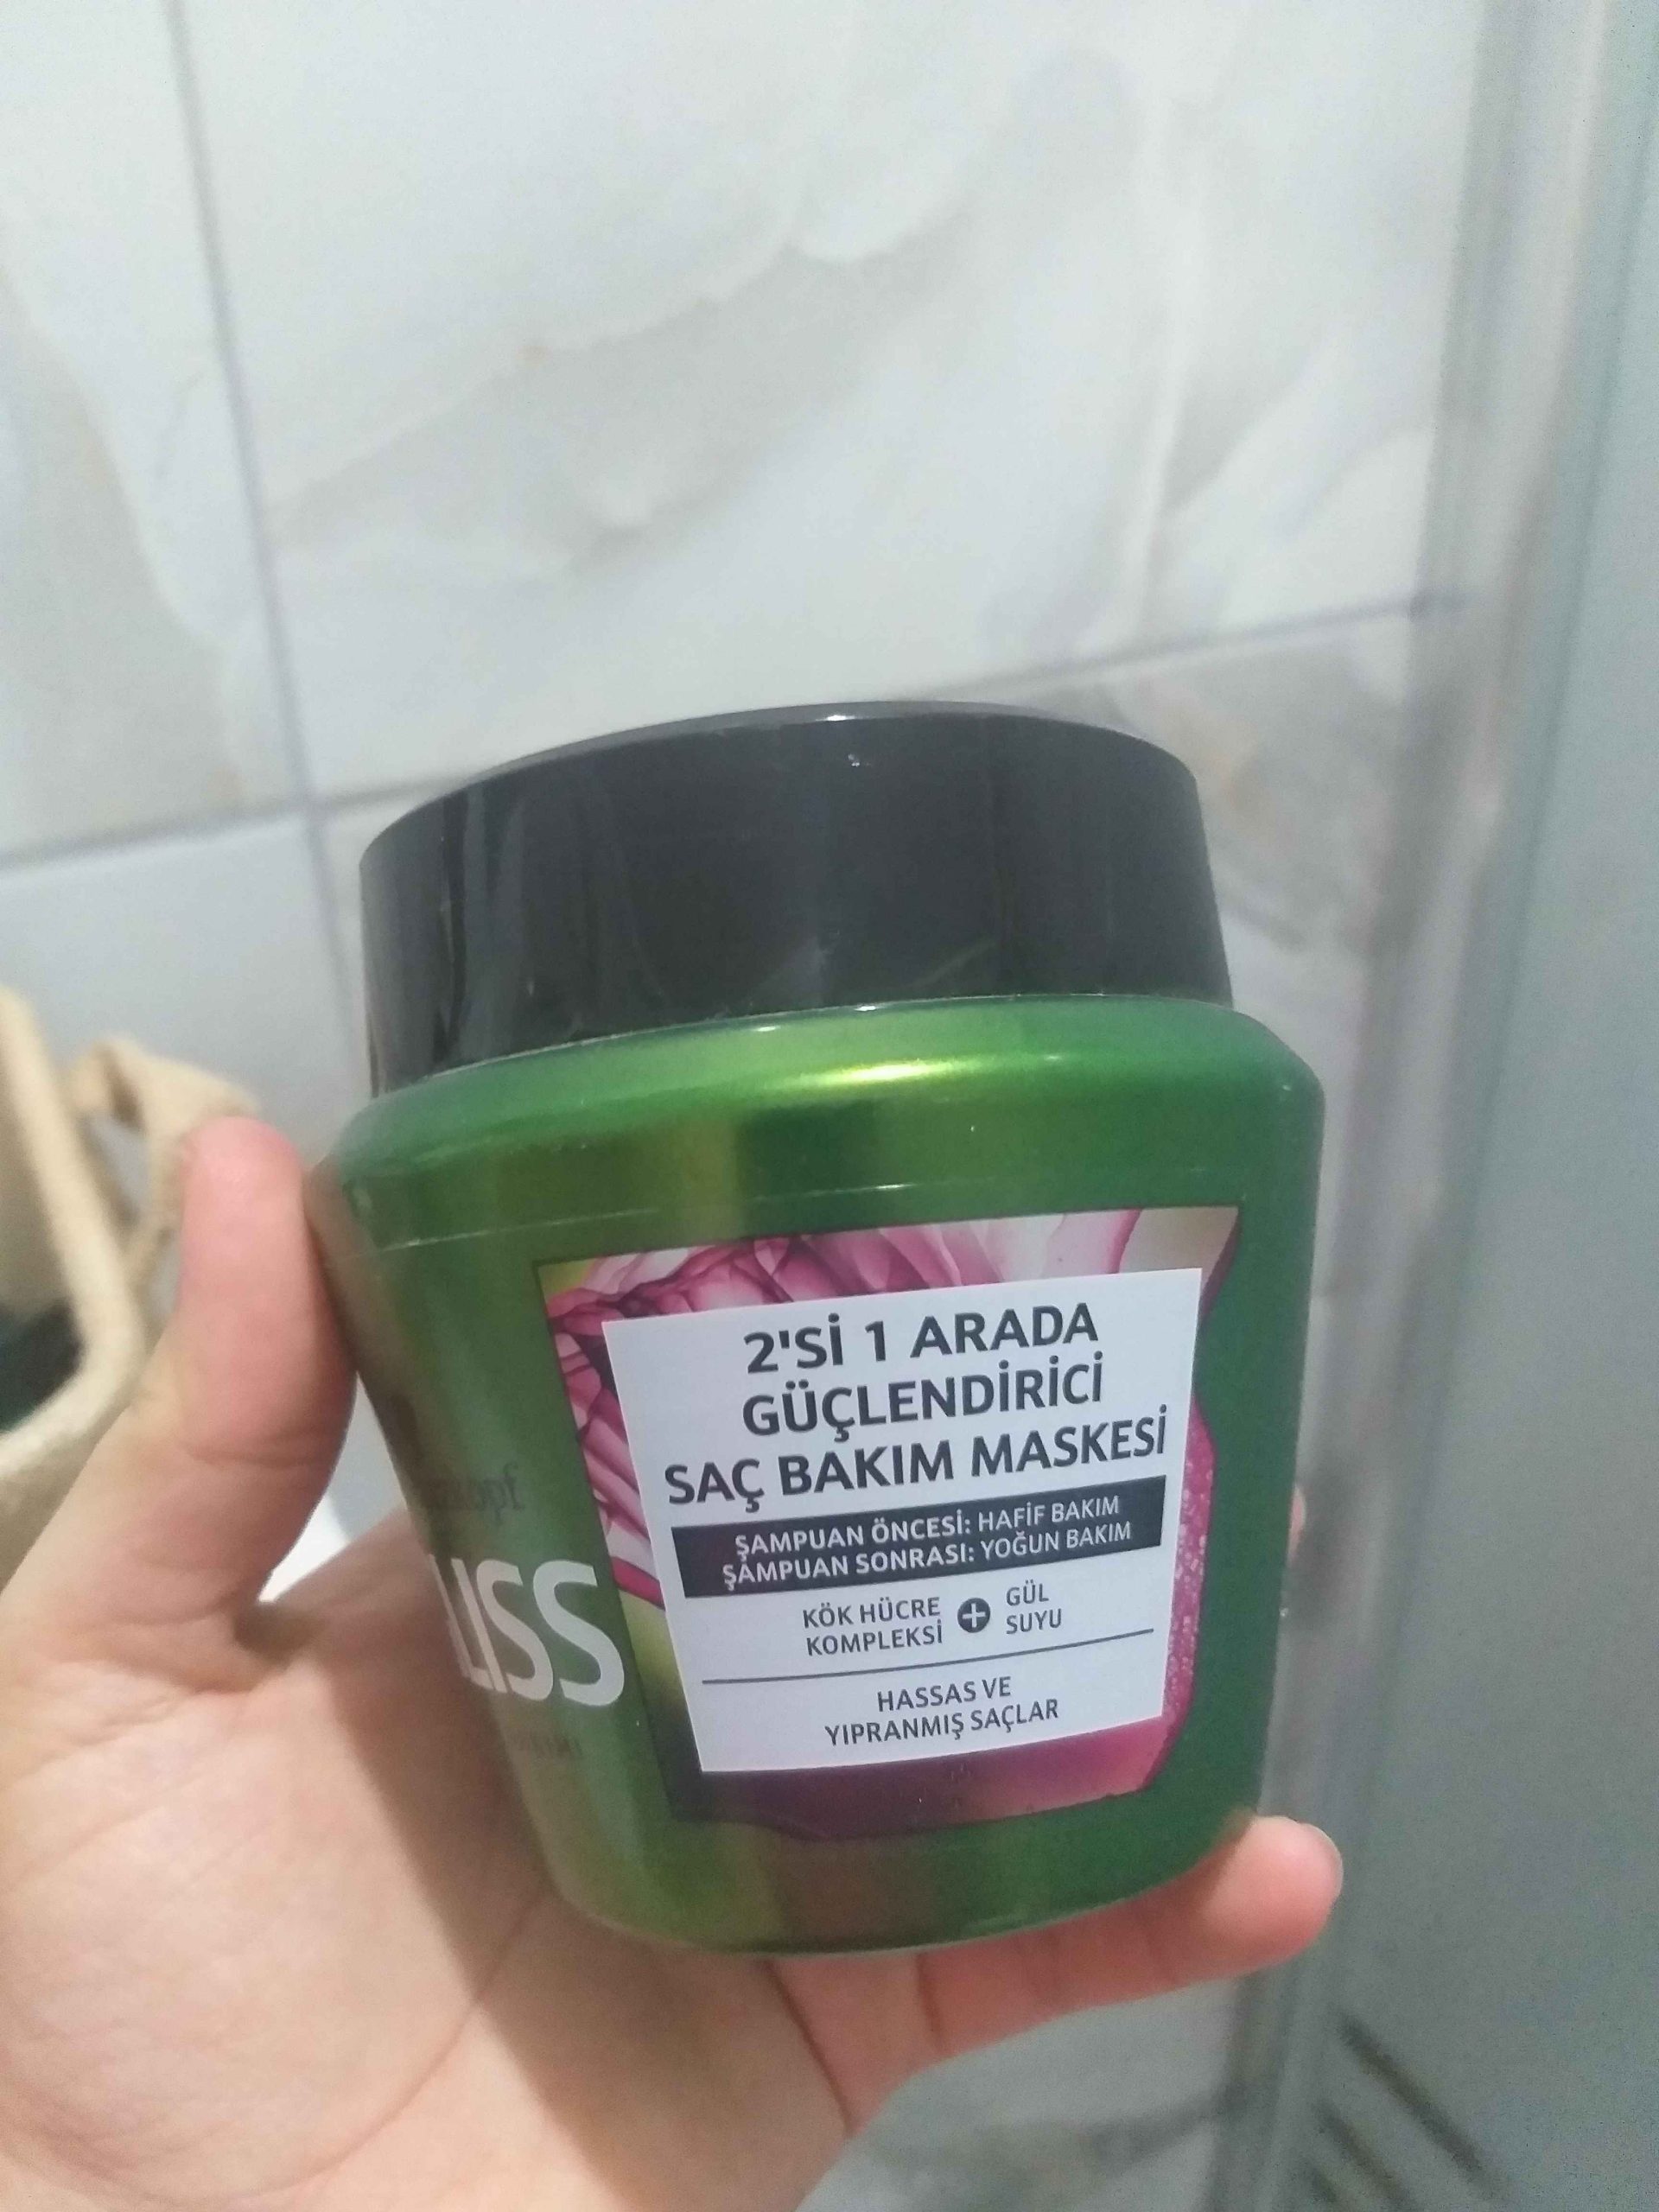 2'Sİ 1 ARADA
GÜÇLENDİRİCİ
SAÇ BAKIM MASKESİ
ŞAMPUAN ÖNCESİ: HAFİF BAKIM
ŞAMPUAN SONRASI: YOĞUN BAKIM
KÖK HÜCRE
KOMPLEKSİ
+
GÜL
SUYU
HASSAS VE
YIPRANMIŞ SAÇLAR
LISS